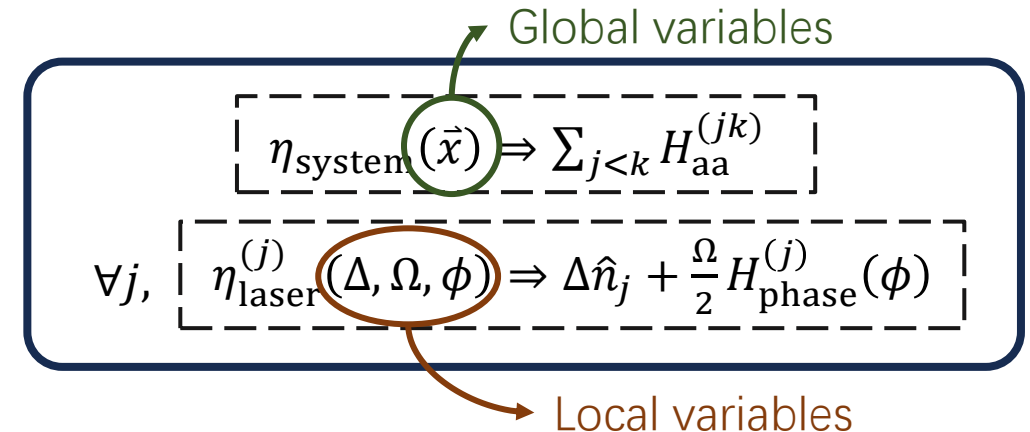 Global variables
η_system(x⃗) ⇒ ∑_{j<k} H_aa^{(jk)}
∀j, η_laser^{(j)}(Δ, Ω, ϕ) ⇒ Δn̂_j + Ω/2 H_phase^{(j)}(ϕ)
Local variables